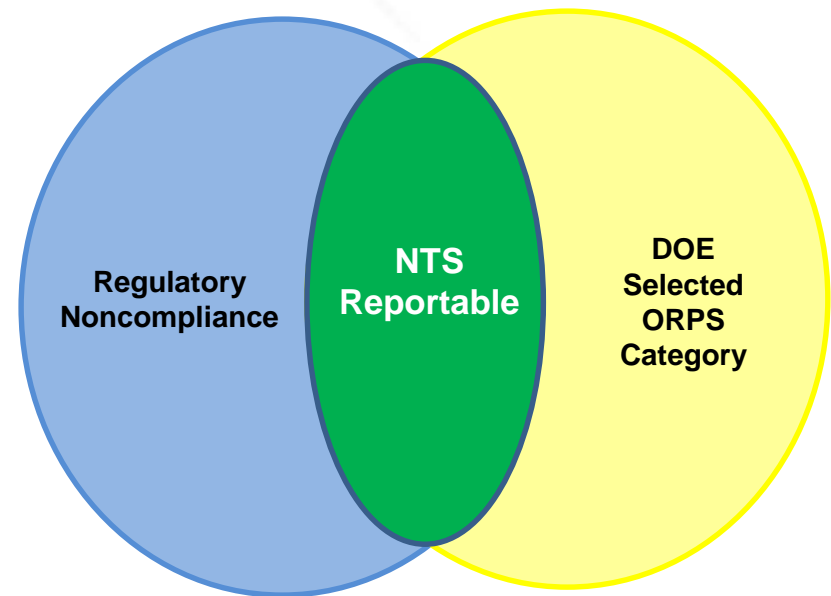 Regulatory
Noncompliance
NTS
Reportable
DOE
Selected
ORPS
Category